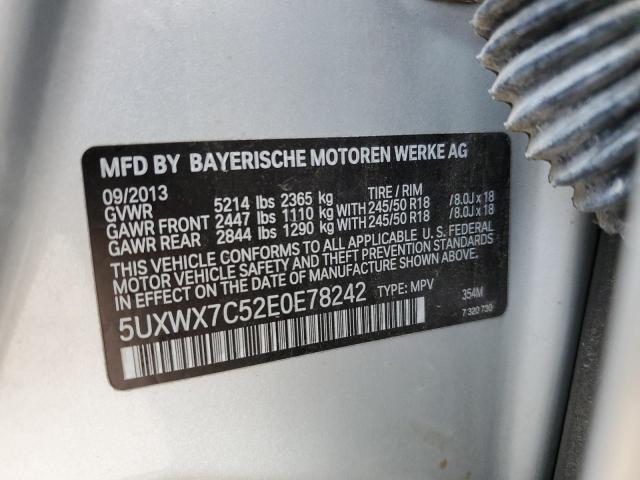 MFD BY BAYERISCHE MOTOREN WERKE AG
09/2013
GVWR 5214 lbs 2365 kg TIRE / RIM
GAWR FRONT 2447 lbs 1110 kg WITH 245/50 R18 / 8.0J x 18
GAWR REAR 2844 lbs 1290 kg WITH 245/50 R18 / 8.0J x 18
THIS VEHICLE CONFORMS TO ALL APPLICABLE U. S. FEDERAL
MOTOR VEHICLE SAFETY AND THEFT PREVENTION STANDARDS
IN EFFECT ON THE DATE OF MANUFACTURE SHOWN ABOVE.
5UXWX7C52E0E78242 TYPE: MPV 354M
7 320 730